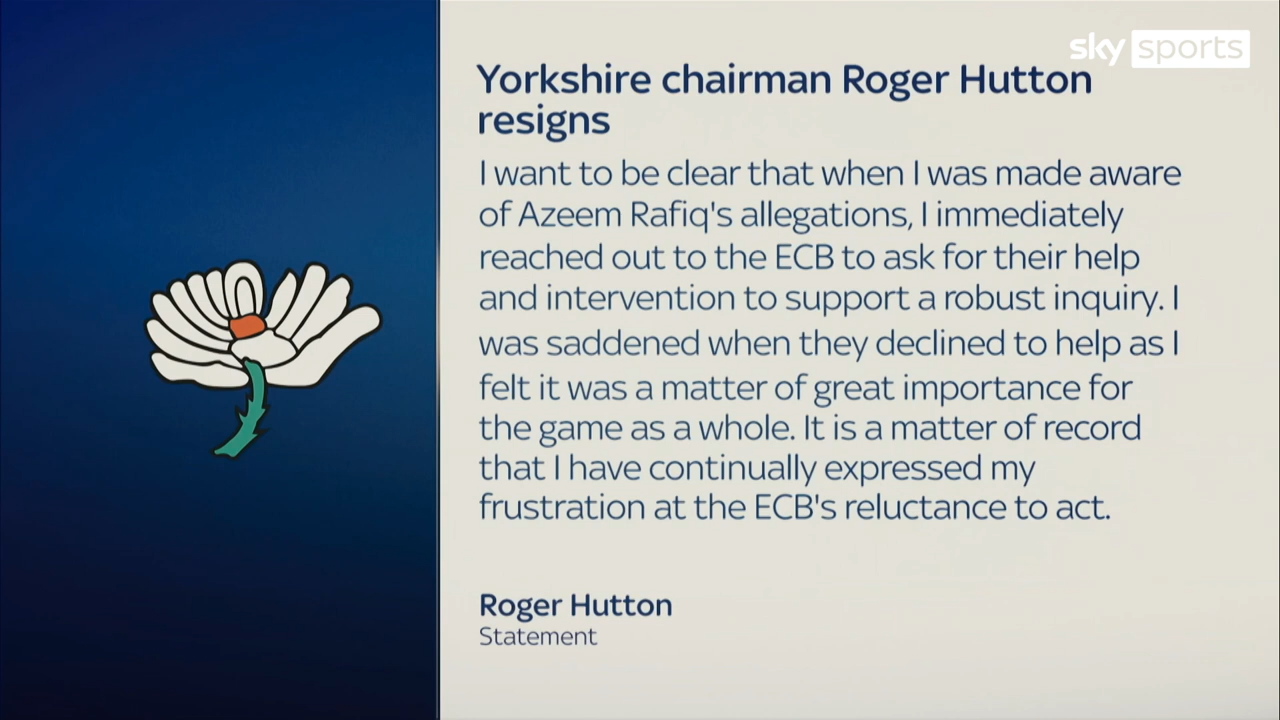 sky sports
Yorkshire chairman Roger Hutton
resigns
I want to be clear that when I was made aware
of Azeem Rafiq's allegations, I immediately
reached out to the ECB to ask for their help
and intervention to support a robust inquiry. I
was saddened when they declined to help as I
felt it was a matter of great importance for
the game as a whole. It is a matter of record
that I have continually expressed my
frustration at the ECB's reluctance to act.
Roger Hutton
Statement